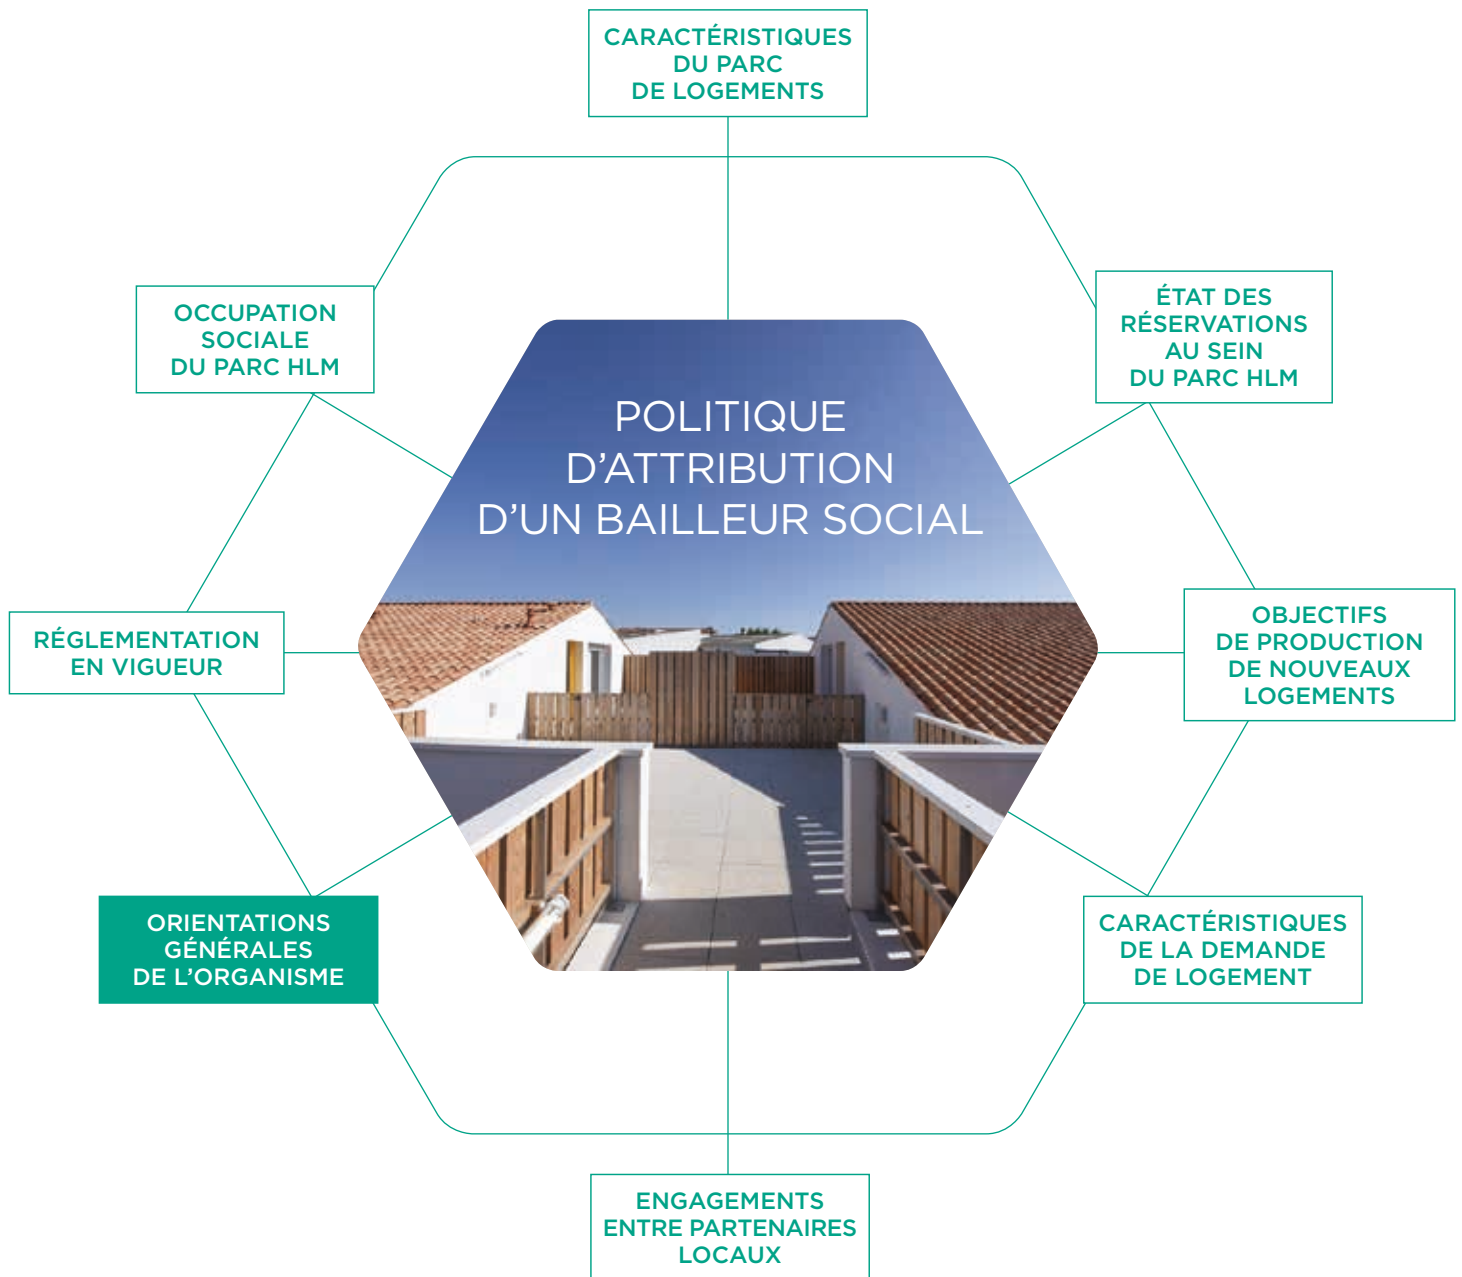 CARACTÉRISTIQUES
DU PARC
DE LOGEMENTS
OCCUPATION
SOCIALE
DU PARC HLM
ÉTAT DES
RÉSERVATIONS
AU SEIN
DU PARC HLM
POLITIQUE
D'ATTRIBUTION
D'UN BAILLEUR SOCIAL
RÉGLEMENTATION
EN VIGUEUR
OBJECTIFS
DE PRODUCTION
DE NOUVEAUX
LOGEMENTS
ORIENTATIONS
GÉNÉRALES
DE L'ORGANISME
CARACTÉRISTIQUES
DE LA DEMANDE
DE LOGEMENT
ENGAGEMENTS
ENTRE PARTENAIRES
LOCAUX